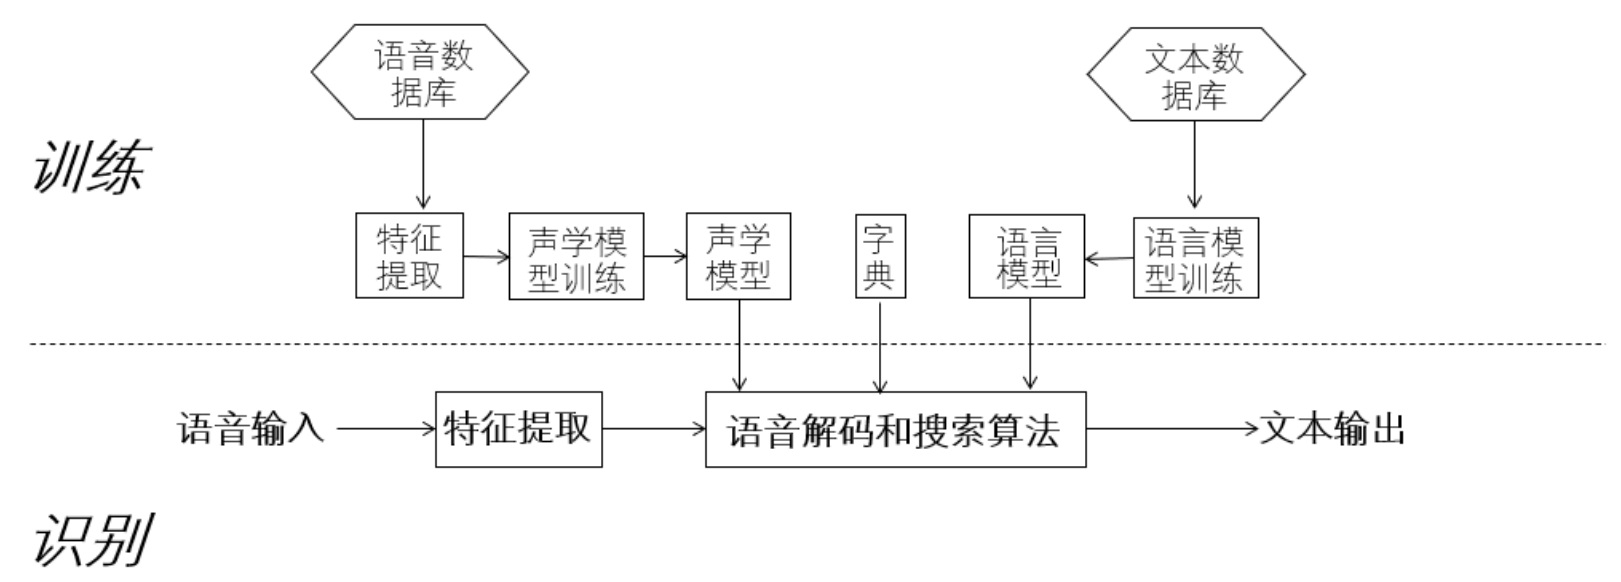 语音数
据库
文本数
据库
训练
特征
提取
声学模
型训练
声学
模型
字
典
语言
模型
语言模
型训练
语音输入
特征提取
语音解码和搜索算法
文本输出
识别